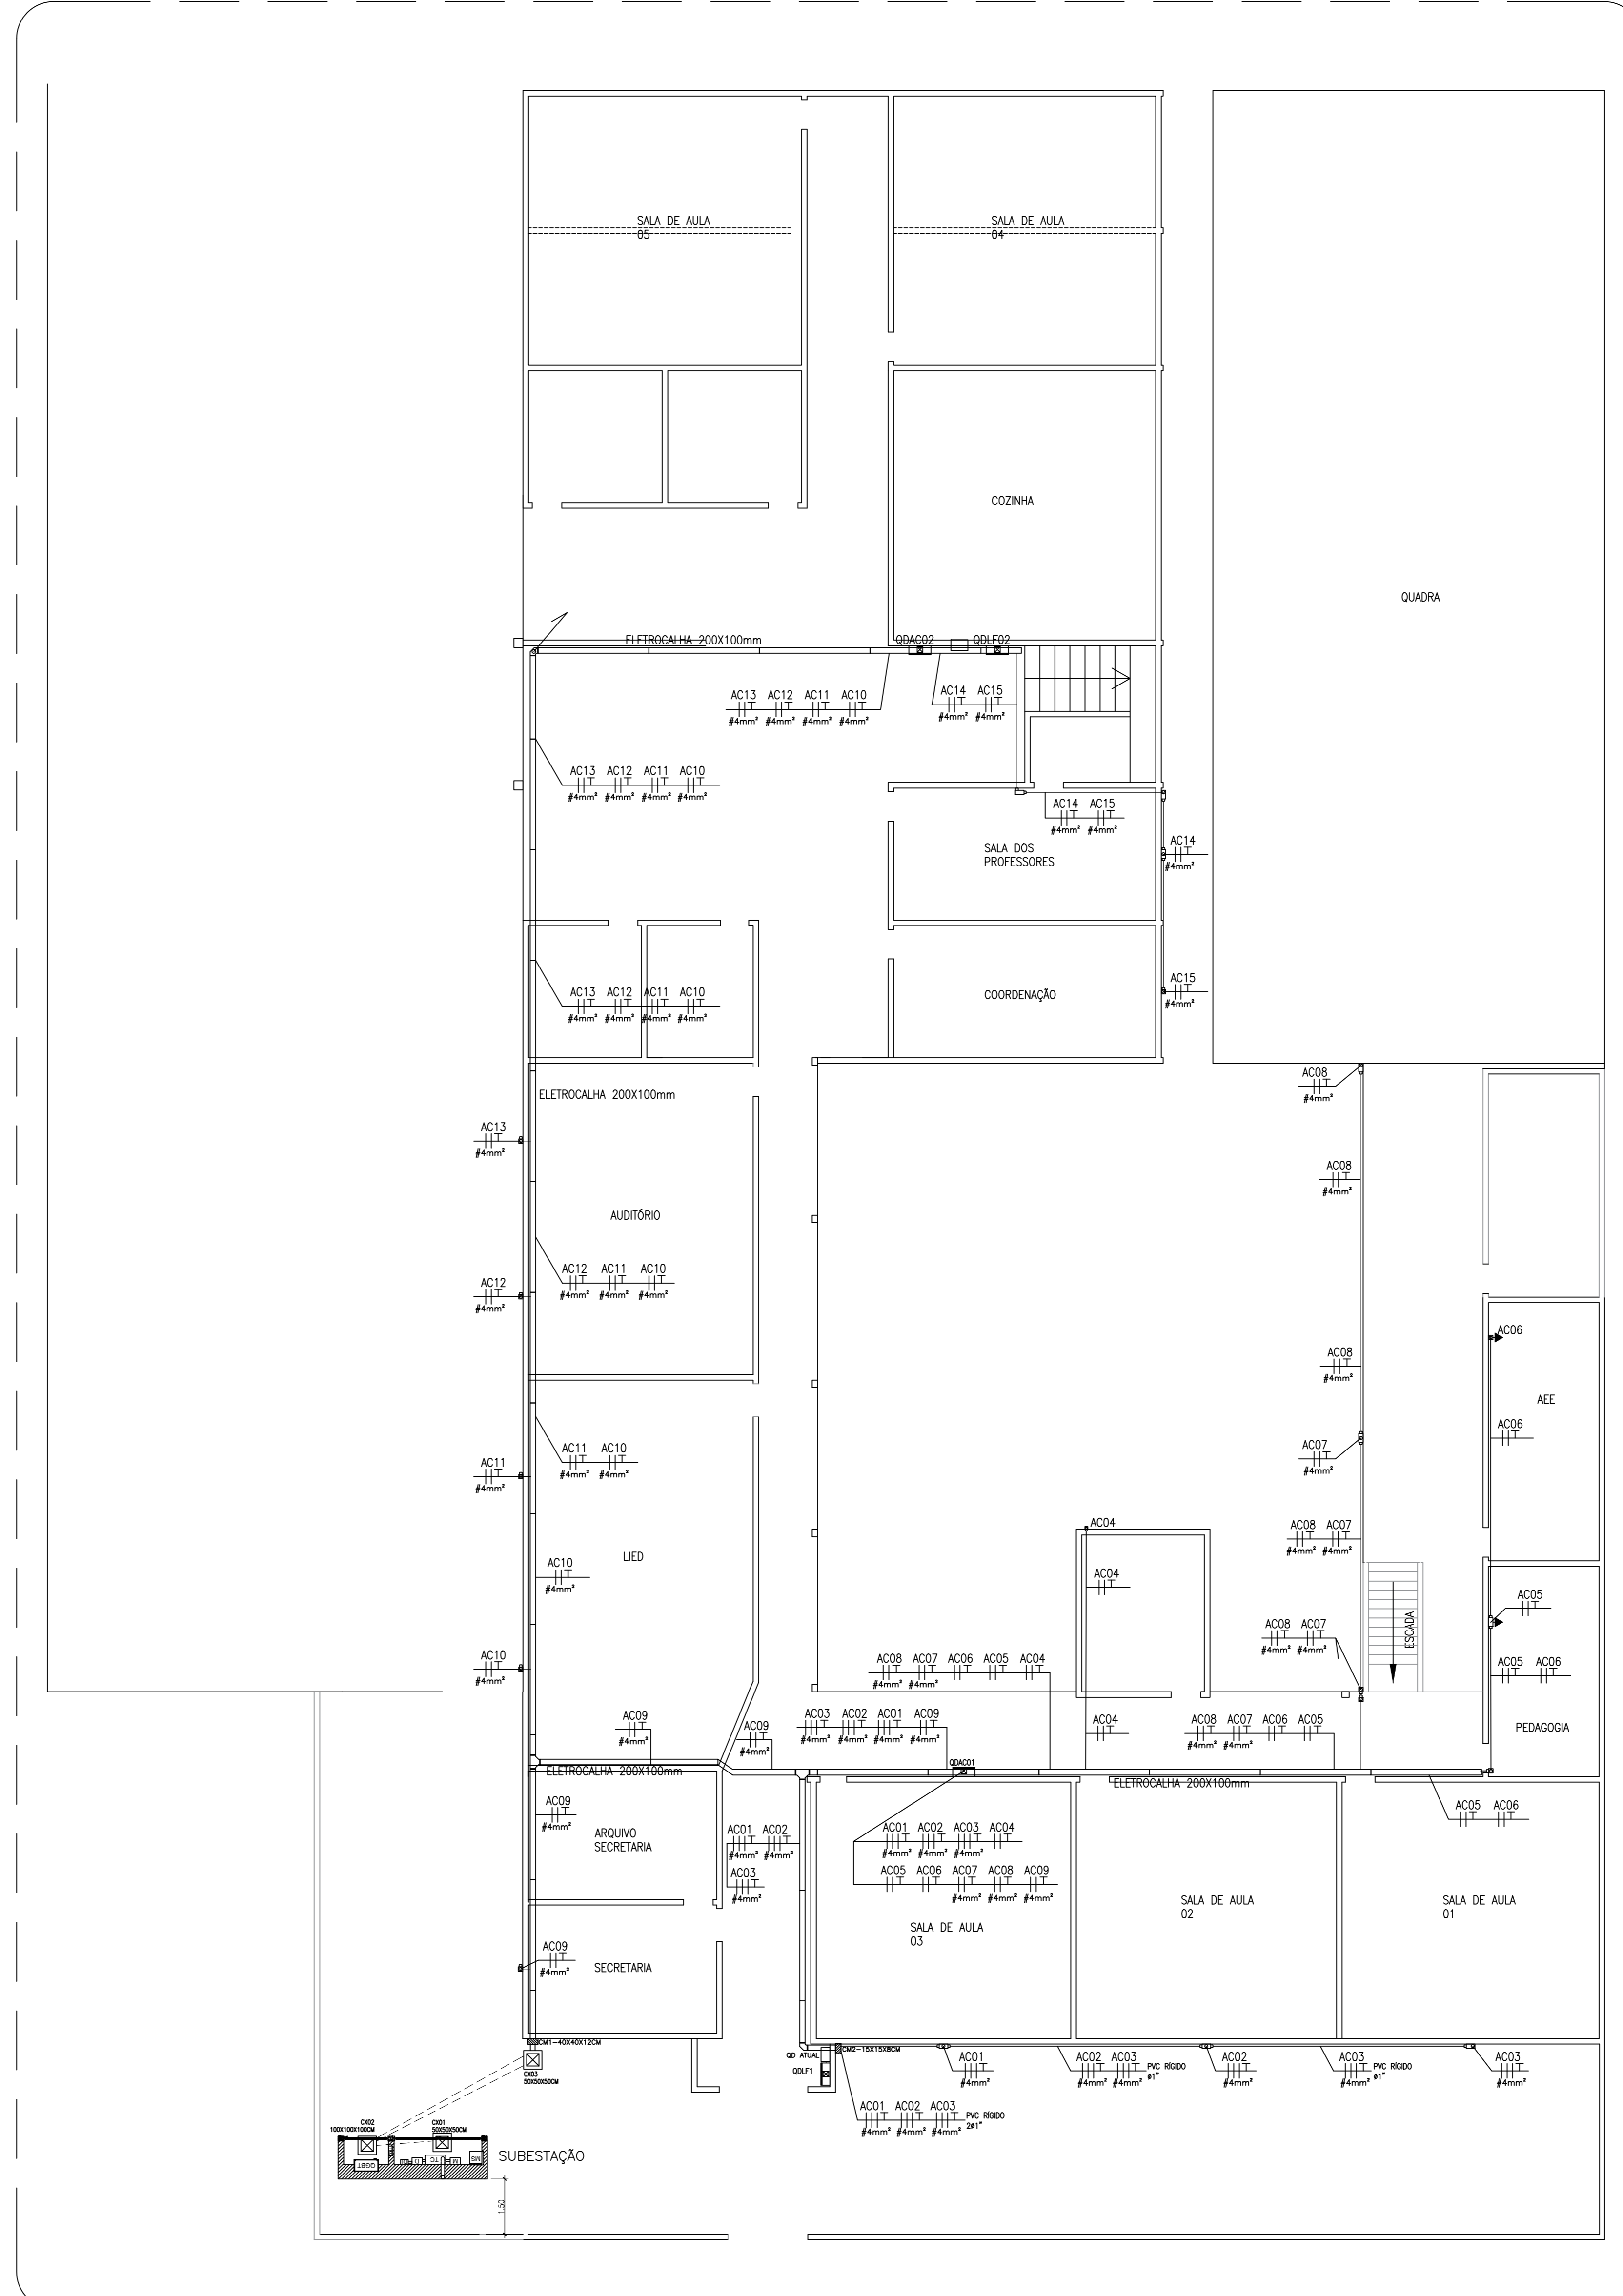 SALA DE AULA
05
SALA DE AULA
04
COZINHA
QUADRA
ELETROCALHA 200X100mm
QDAC02
QDLF02
AC13 AC12 AC11 AC10
#4mm² #4mm² #4mm² #4mm²
AC14 AC15
#4mm² #4mm²
AC13 AC12 AC11 AC10
#4mm² #4mm² #4mm² #4mm²
AC14 AC15
#4mm² #4mm²
SALA DOS
PROFESSORES
AC14
#4mm²
AC13 AC12 AC11 AC10
#4mm² #4mm² #4mm² #4mm²
COORDENAÇÃO
AC15
#4mm²
ELETROCALHA 200X100mm
AC08
#4mm²
AC13
#4mm²
AC08
#4mm²
AUDITÓRIO
AC12
#4mm²
AC12 AC11 AC10
#4mm² #4mm² #4mm²
AC06
AC08
#4mm²
AEE
AC06
AC11
#4mm²
AC11 AC10
#4mm² #4mm²
AC07
#4mm²
AC04
AC08 AC07
#4mm² #4mm²
LIED
AC10
#4mm²
AC04
AC05
AC08 AC07
#4mm² #4mm²
ESCADA
AC10
#4mm²
AC08 AC07 AC06 AC05 AC04
#4mm² #4mm²
AC05 AC06
AC09
#4mm²
AC09
#4mm²
AC03 AC02 AC01 AC09
#4mm² #4mm² #4mm² #4mm²
AC04
AC08 AC07 AC06 AC05
#4mm² #4mm²
PEDAGOGIA
QDAC01
ELETROCALHA 200X100mm
ELETROCALHA 200X100mm
AC09
#4mm²
ARQUIVO
SECRETARIA
AC01 AC02
#4mm² #4mm²
AC03
#4mm²
AC01 AC02 AC03 AC04
#4mm² #4mm² #4mm²
AC05 AC06 AC07 AC08 AC09
#4mm² #4mm² #4mm²
AC05 AC06
SALA DE AULA
03
SALA DE AULA
02
SALA DE AULA
01
AC09
#4mm²
SECRETARIA
CM1-40X40X12CM
CX03
50X50X50CM
QD ATUAL
QDLF1
CM2-15X15X8CM
AC01
#4mm²
AC02 AC03
#4mm² #4mm²
PVC RÍGIDO
ø1"
AC02
#4mm²
AC03
#4mm²
PVC RÍGIDO
ø1"
AC03
#4mm²
AC01 AC02 AC03
#4mm² #4mm² #4mm²
PVC RÍGIDO
2ø1"
CX02
100X100X100CM
CX01
50X50X50CM
QGBT
D
TC
M
MS
SUBESTAÇÃO
1.50